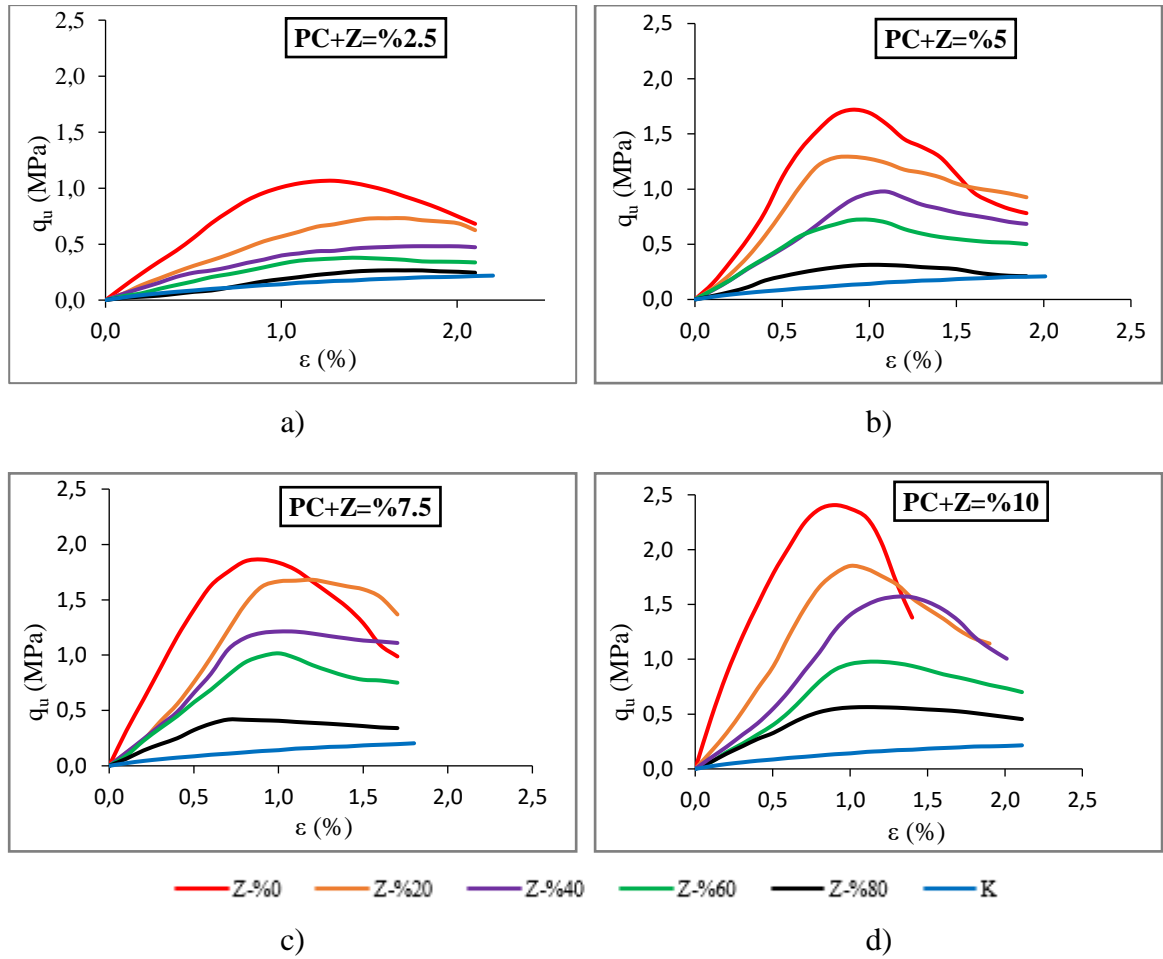 PC+Z=%2.5
2,5
2,0
1,5
1,0
0,5
0,0
qu (MPa)
0,0 1,0 2,0
ε (%)
a)
PC+Z=%5
2,5
2,0
1,5
1,0
0,5
0,0
qu (MPa)
0,0 0,5 1,0 1,5 2,0 2,5
ε (%)
b)
PC+Z=%7.5
2,5
2,0
1,5
1,0
0,5
0,0
qu (MPa)
0,0 0,5 1,0 1,5 2,0 2,5
ε (%)
PC+Z=%10
2,5
2,0
1,5
1,0
0,5
0,0
qu (MPa)
0,0 0,5 1,0 1,5 2,0 2,5
ε (%)
Z-%0 Z-%20 Z-%40 Z-%60 Z-%80 K
c) d)